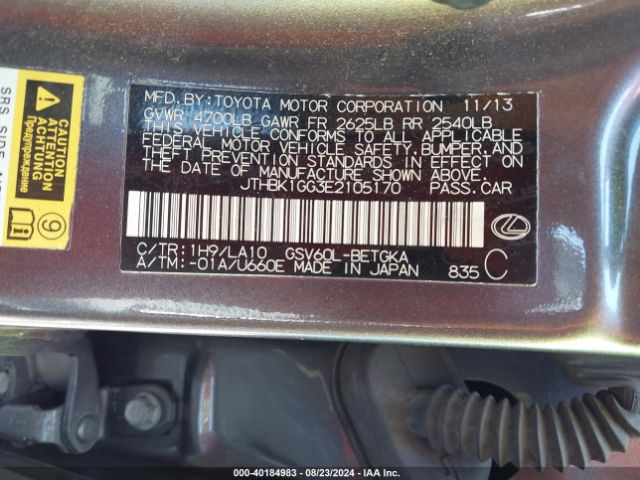 MFD. BY: TOYOTA MOTOR CORPORATION 11/13
GVWR 4700LB GAWR FR 2625LB RR 2540LB
THIS VEHICLE CONFORMS TO ALL APPLICABLE
FEDERAL MOTOR VEHICLE SAFETY, BUMPER, AND
THEFT PREVENTION STANDARDS IN EFFECT ON
THE DATE OF MANUFACTURE SHOWN ABOVE.
JTHBK1GG3E2105170 PASS. CAR
C/TR: 1H9/LA10 GSV60L-BETGKA
A/TM: -01A/U660E MADE IN JAPAN 835 C
SRS SIDE
Предупреждение
9
000-40184983 - 08/23/2024 - IAA Inc.